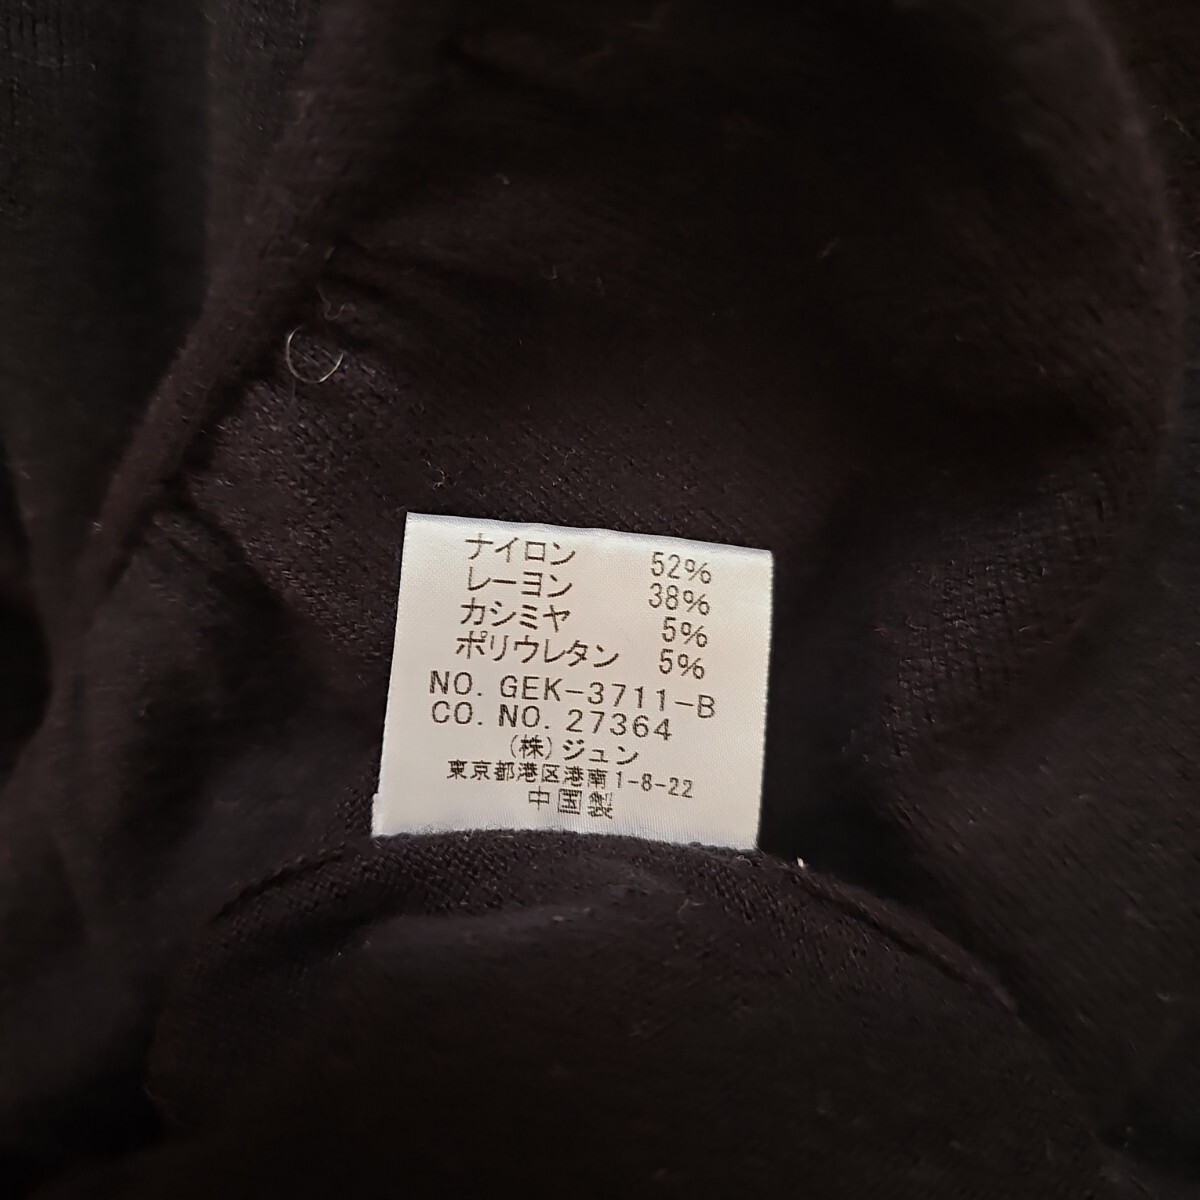 ナイロン 52%
レーヨン 38%
カシミヤ 5%
ポリウレタン 5%
NO. GEK-3711-B
CO. NO. 27364
(株)ジュン
東京都港区港南1-8-22
中国製